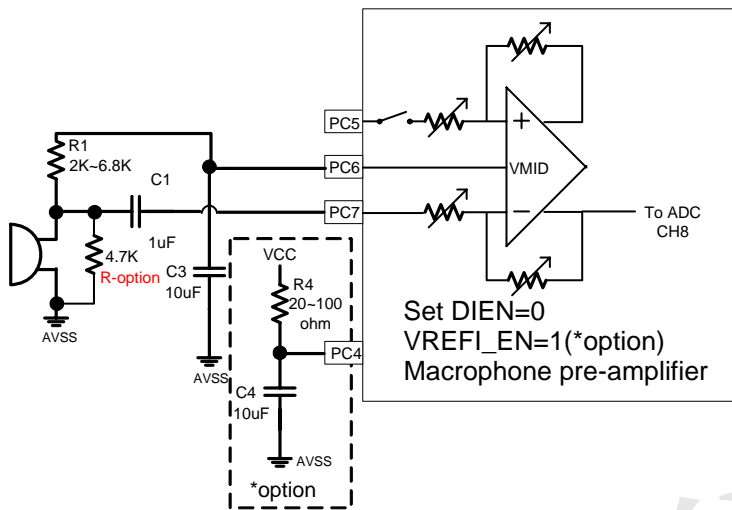 R1
2K~6.8K
C1
1uF
4.7K
R-option
AVSS
C3
10uF
AVSS
VCC
R4
20~100
ohm
C4
10uF
AVSS
*option
PC5
PC6
PC7
PC4
+
VMID
−
To ADC
CH8
Set DIEN=0
VREFI_EN=1(*option)
Macrophone pre-amplifier